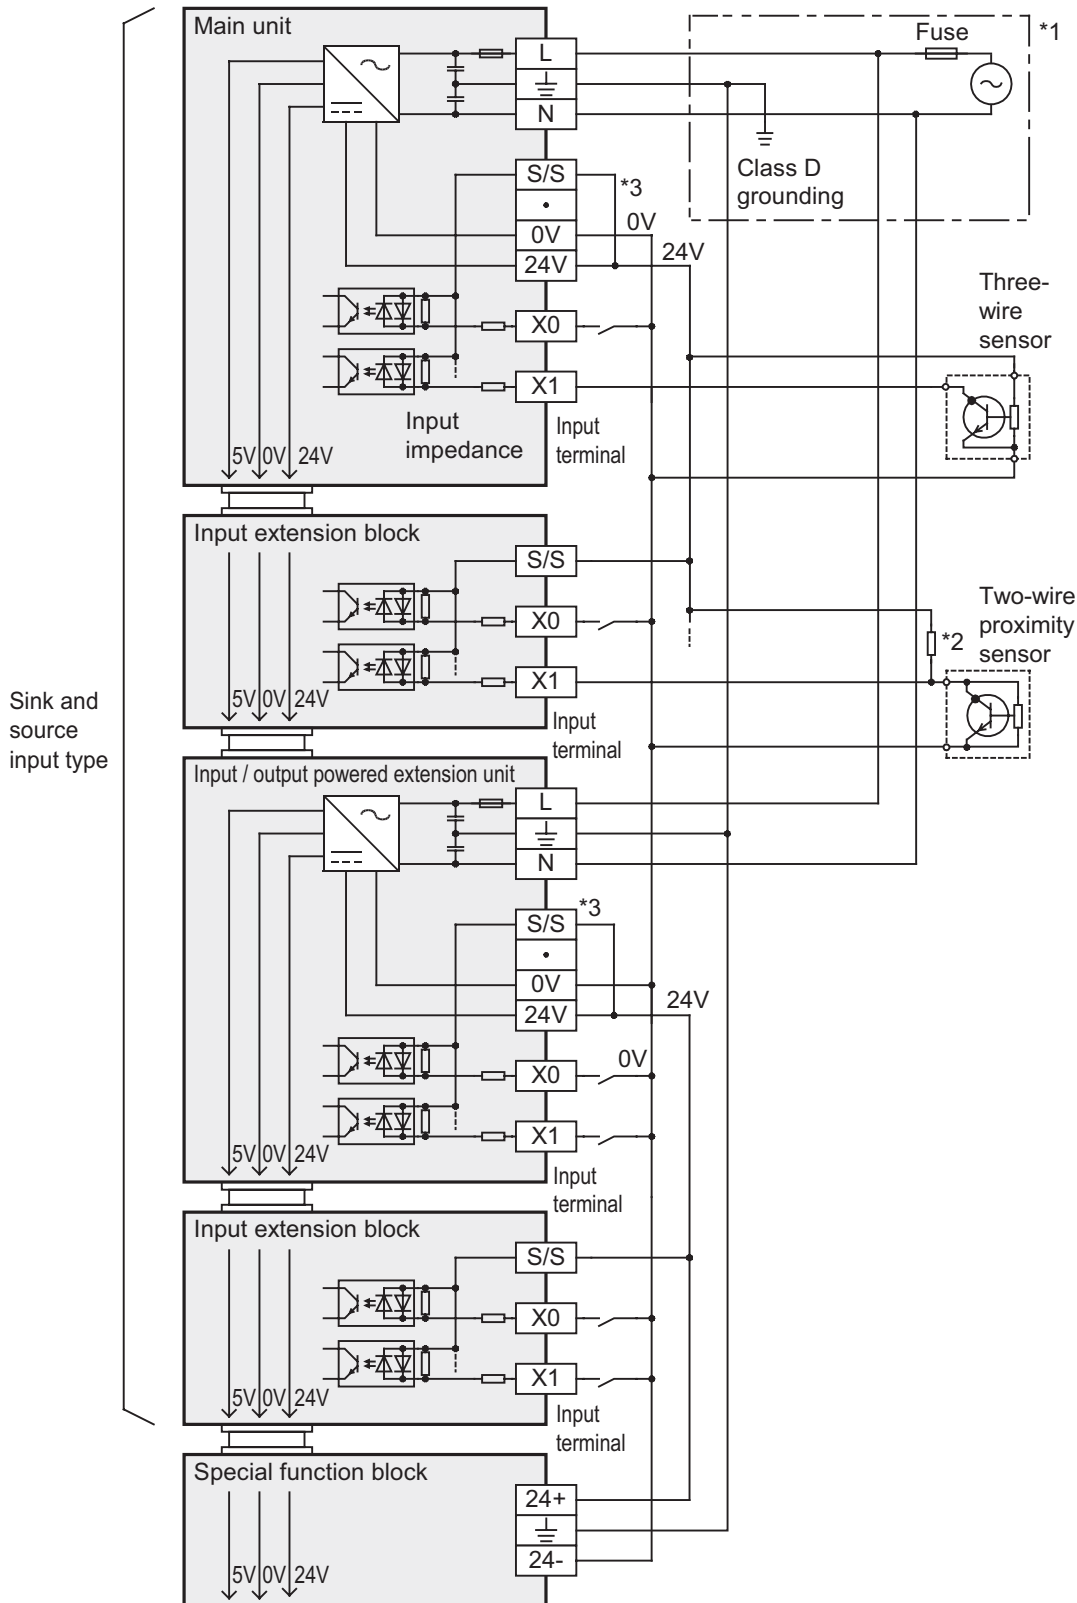 Main unit
Fuse
*1
L
N
Class D
grounding
S/S
*3
0V
0V
24V
24V
X0
X1
Input
impedance
Input
terminal
5V 0V 24V
Three-
wire
sensor
Input extension block
S/S
X0
X1
Input
terminal
5V 0V 24V
*2
Two-wire
proximity
sensor
Sink and
source
input type
Input / output powered extension unit
L
N
S/S
*3
0V
24V
24V
0V
X0
X1
Input
terminal
5V 0V 24V
Input extension block
S/S
X0
X1
Input
terminal
5V 0V 24V
Special function block
24+
24-
5V 0V 24V